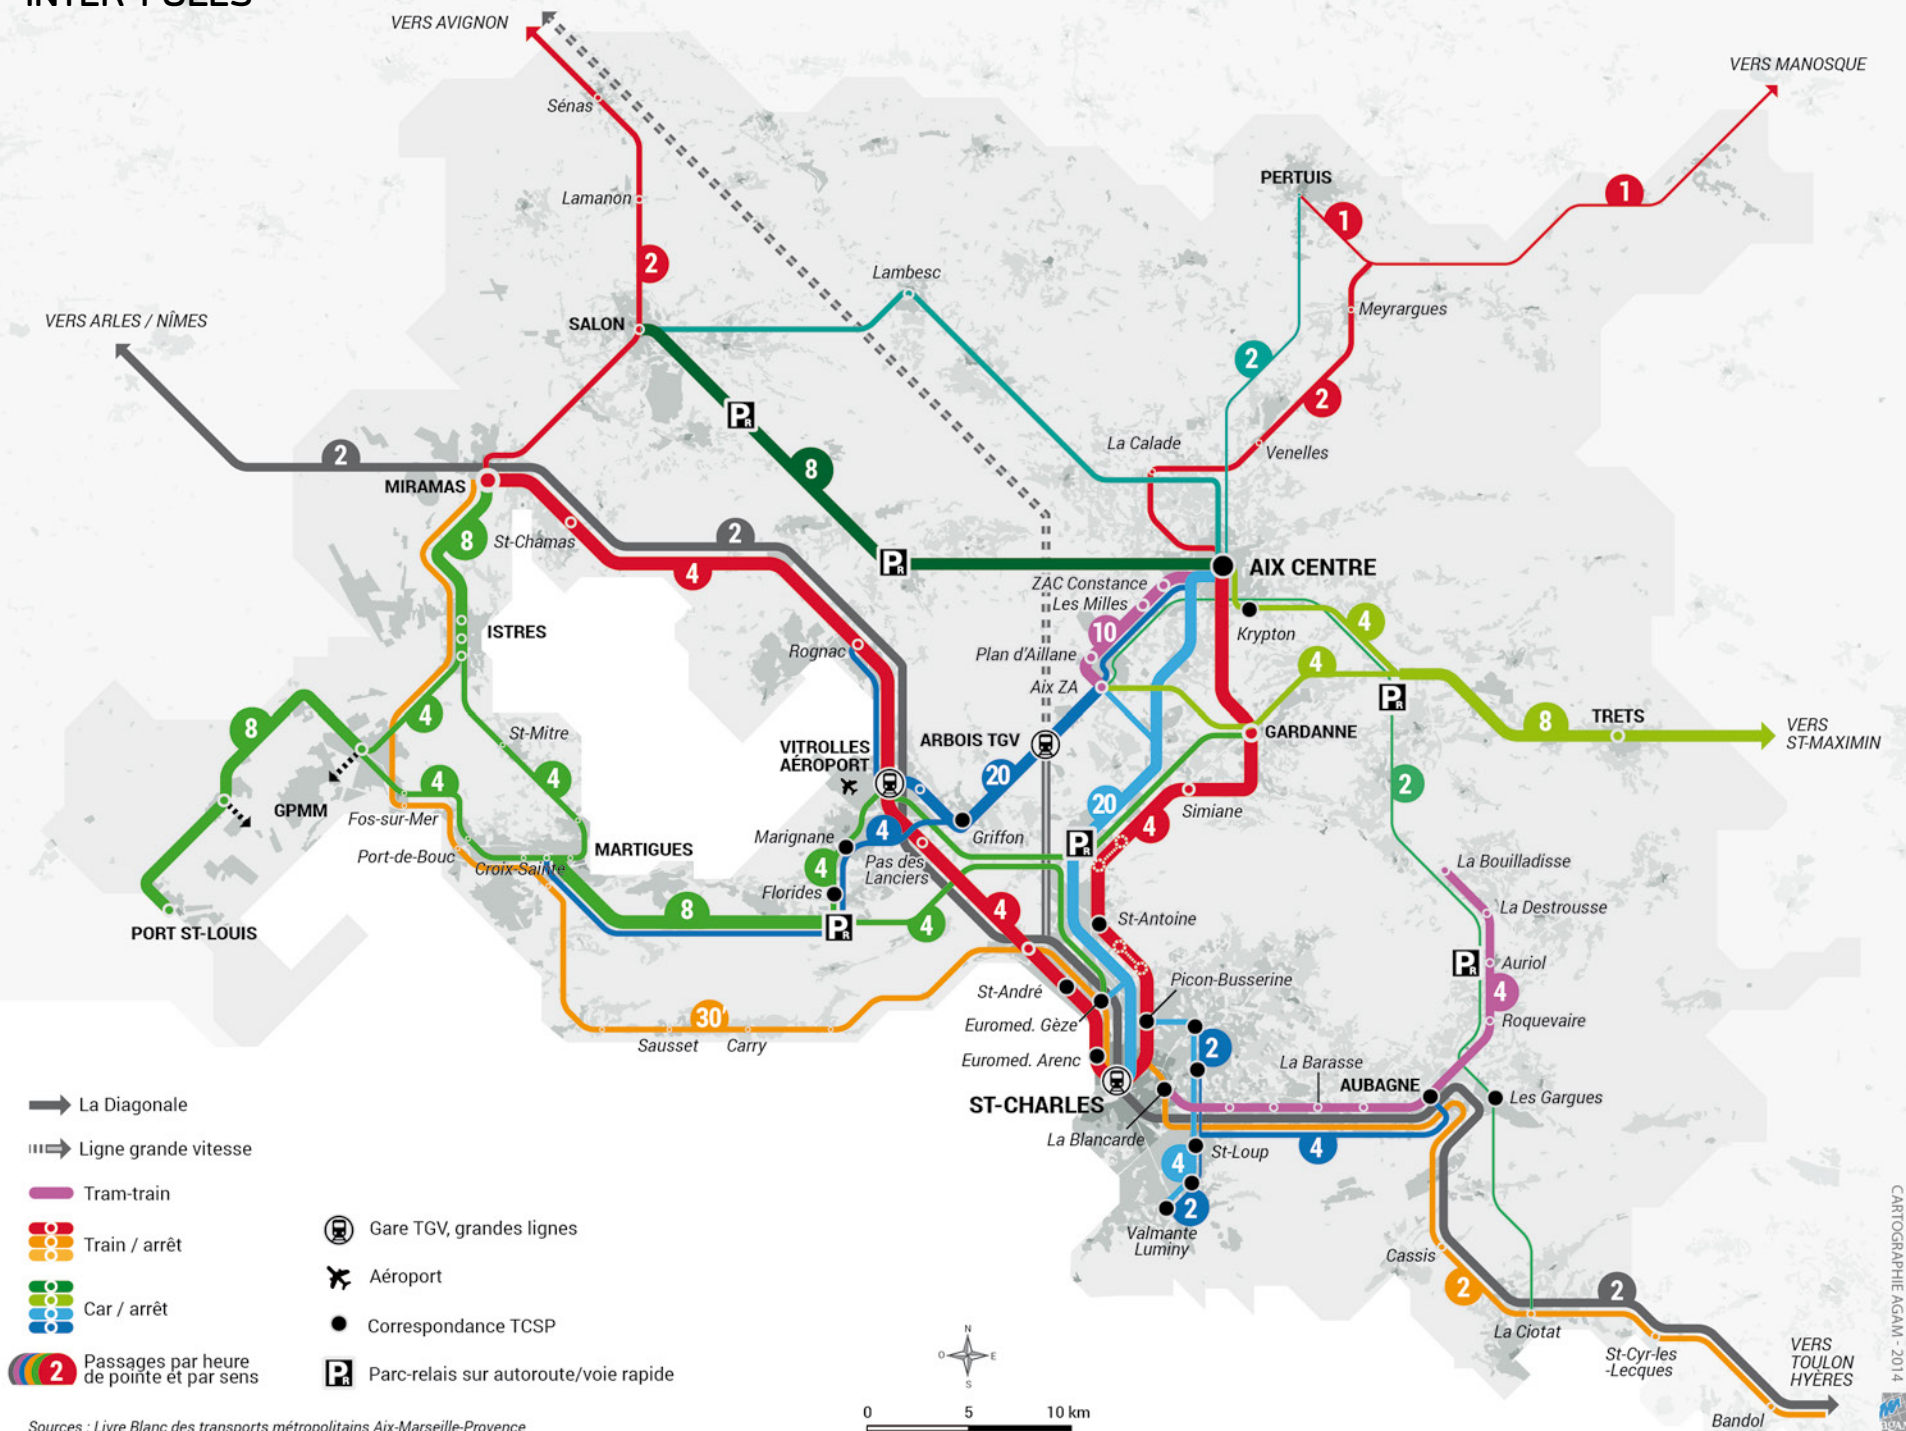 INTER-PÔLES
VERS AVIGNON
VERS MANOSQUE
Sénas
PERTUIS
1
1
Lamanon
2
Lambesc
Meyrargues
VERS ARLES / NÎMES
SALON
2
2
P R
La Calade
Venelles
2
8
MIRAMAS
8
St-Chamas
2
4
P R
AIX CENTRE
ZAC Constance
Les Milles
10
Krypton
4
ISTRES
Rognac
Plan d'Aillane
4
Aix ZA
P R
8
4
St-Mitre
VITROLLES
AÉROPORT
ARBOIS TGV
GARDANNE
8
TRETS
VERS
ST-MAXIMIN
20
4
4
2
GPMM
Fos-sur-Mer
20
Simiane
Marignane
4
Griffon
4
P R
Port-de-Bouc
Croix-Sainte
MARTIGUES
4
Pas des
Lanciers
La Bouilladisse
Florides
La Destrousse
PORT ST-LOUIS
8
P R
4
4
St-Antoine
P R
Auriol
4
St-André
Picon-Busserine
Euromed. Gèze
Roquevaire
30'
Sausset
Carry
Euromed. Arenc
2
La Barasse
AUBAGNE
ST-CHARLES
Les Gargues
La Blancarde
4
St-Loup
4
2
Valmante
Luminy
Cassis
2
2
La Ciotat
St-Cyr-les
-Lecques
VERS
TOULON
HYÈRES
Bandol
La Diagonale
Ligne grande vitesse
Tram-train
Train / arrêt
Car / arrêt
2
Passages par heure
de pointe et par sens
Gare TGV, grandes lignes
Aéroport
Correspondance TCSP
P R
Parc-relais sur autoroute/voie rapide
N
O
E
S
0
5
10 km
Sources : Livre Blanc des transports métropolitains Aix-Marseille-Provence
CARTOGRAPHIE AGAM - 2014
agam